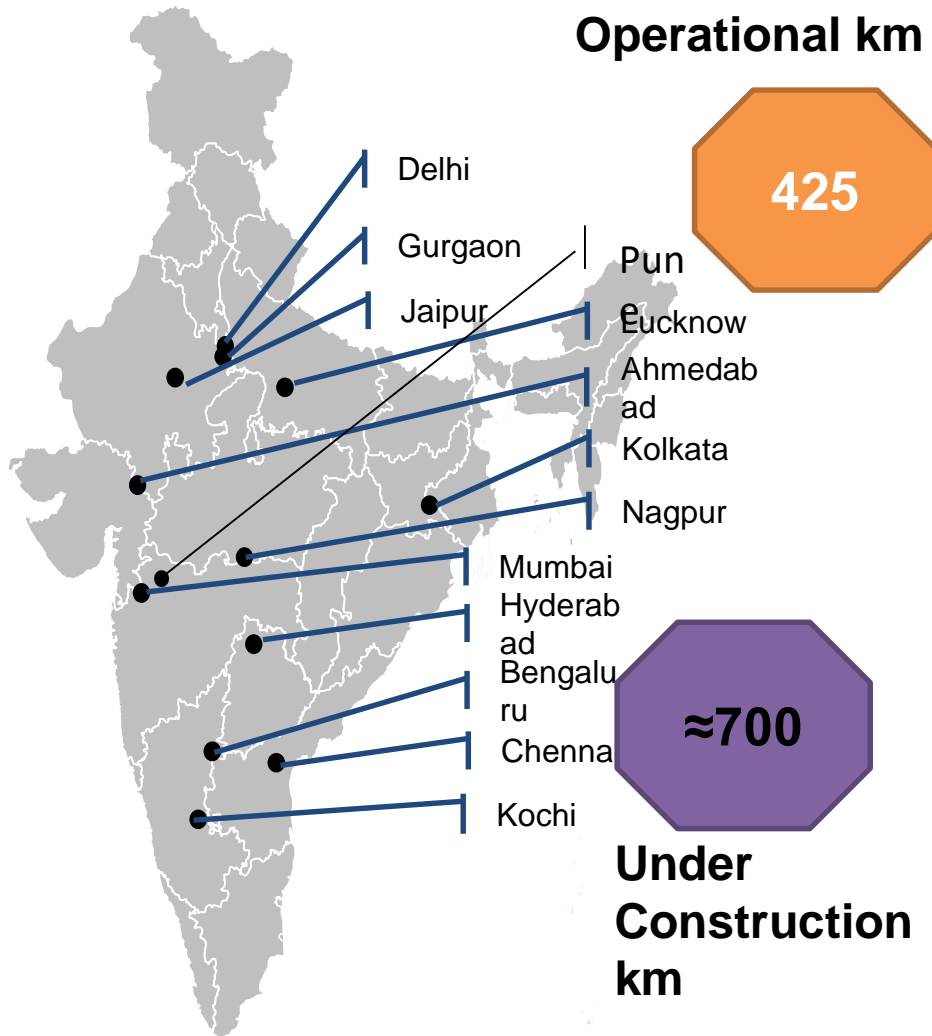 Operational km
425
Delhi
Gurgaon
Jaipur
Pun
e
Lucknow
Ahmedab
ad
Kolkata
Nagpur
Mumbai
Hyderab
ad
Bengalu
ru
Chenna
Kochi
≈700
Under
Construction
km